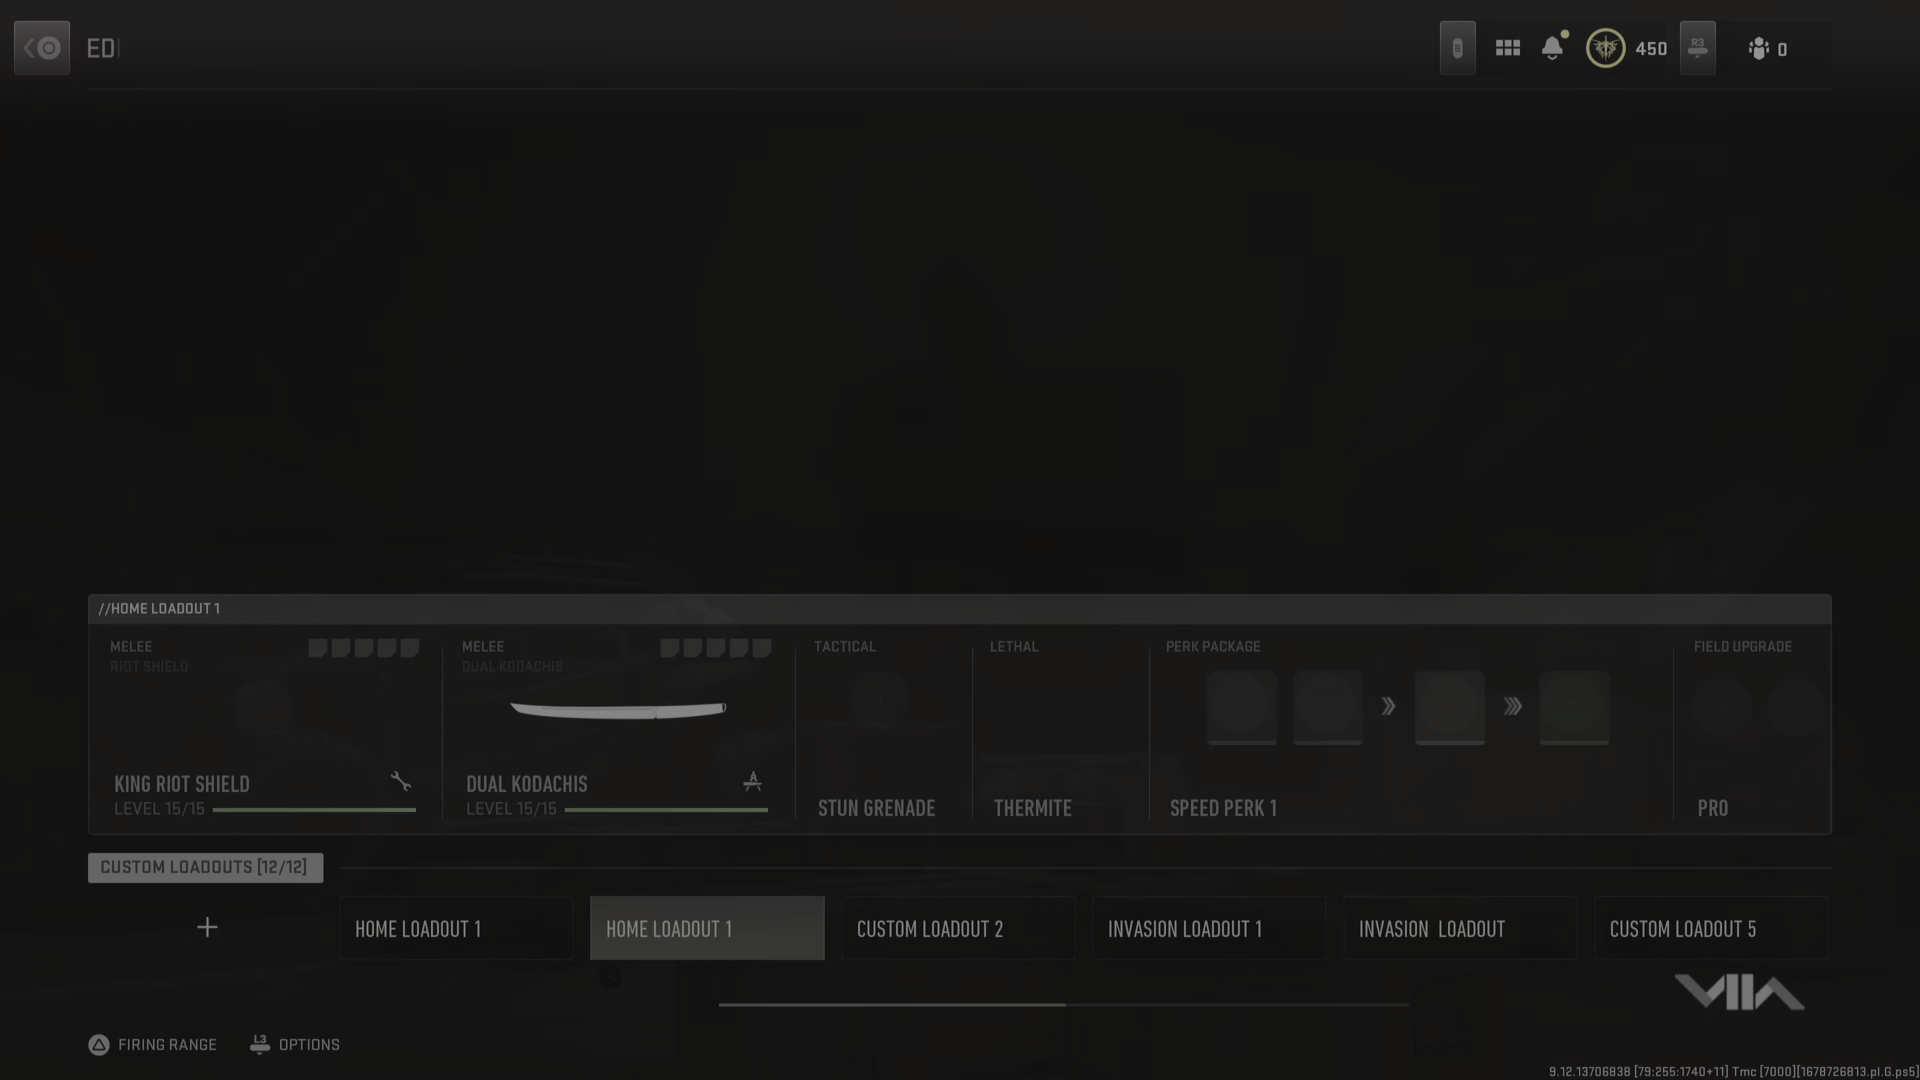 ED
450
R3
0
//HOME LOADOUT 1
MELEE
RIOT SHIELD
KING RIOT SHIELD
LEVEL 15/15
MELEE
DUAL KODACHIS
DUAL KODACHIS
LEVEL 15/15
TACTICAL
STUN GRENADE
LETHAL
THERMITE
PERK PACKAGE
SPEED PERK 1
FIELD UPGRADE
PRO
CUSTOM LOADOUTS [12/12]
HOME LOADOUT 1
HOME LOADOUT 1
CUSTOM LOADOUT 2
INVASION LOADOUT 1
INVASION  LOADOUT
CUSTOM LOADOUT 5
FIRING RANGE
L3
OPTIONS
9.12.13706838 [79:255:1740+11] Tmc [7000][1678726813.pl.G.ps5]